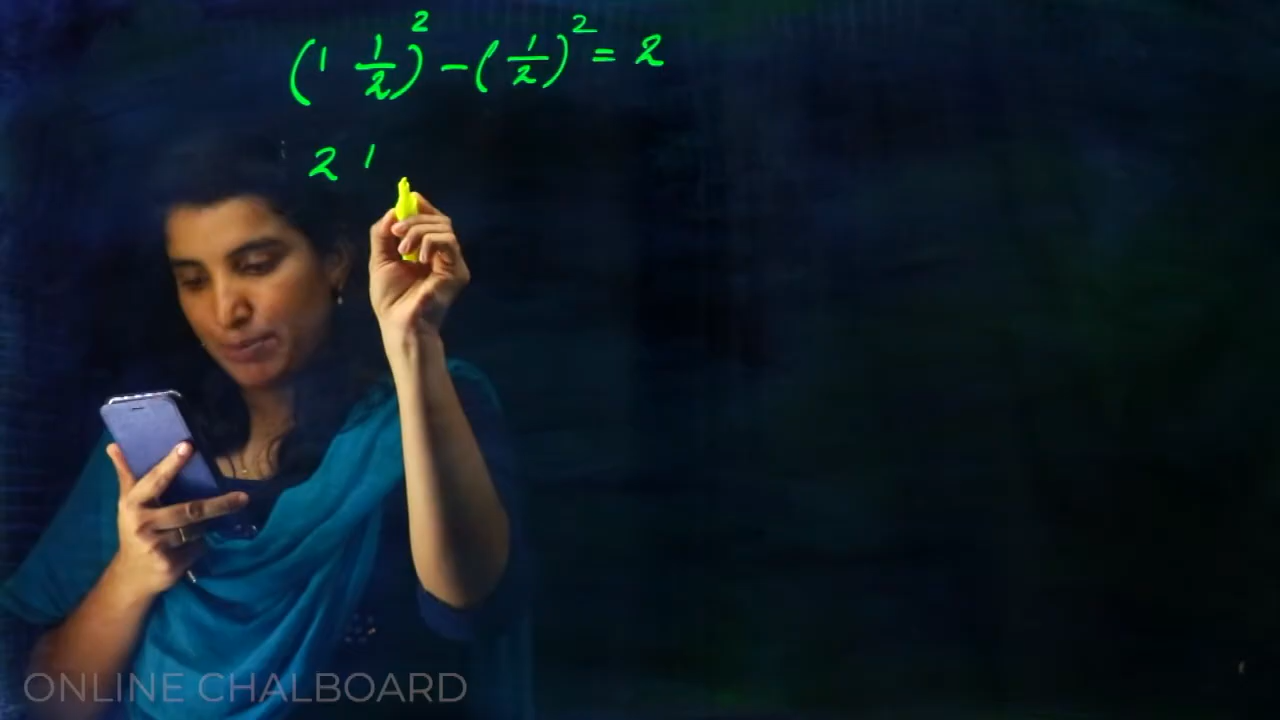 (1 1/2)² - (1/2)² = 2
2 1
ONLINE CHALBOARD